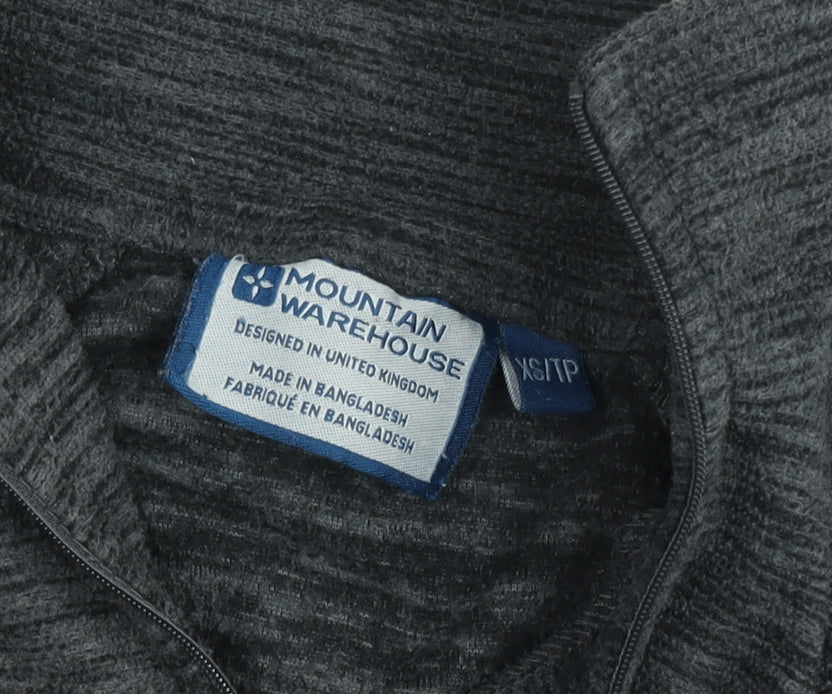 MOUNTAIN
WAREHOUSE
DESIGNED IN UNITED KINGDOM
MADE IN BANGLADESH
FABRIQUÉ EN BANGLADESH
XS/TP